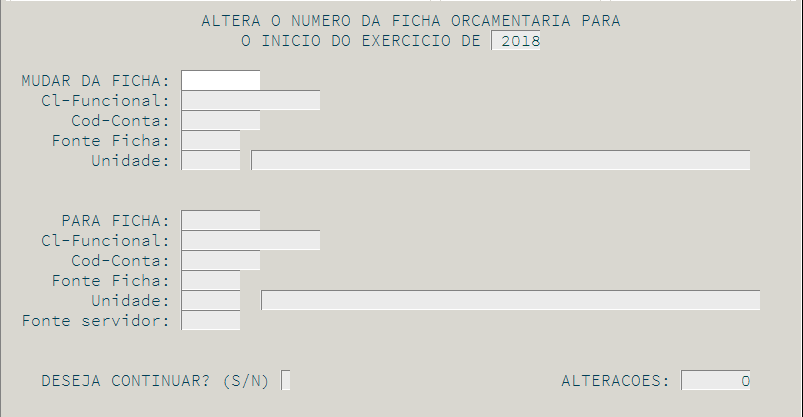 ALTERA O NUMERO DA FICHA ORCAMENTARIA PARA
O INICIO DO EXERCICIO DE 2018
MUDAR DA FICHA:
Cl-Funcional:
Cod-Conta:
Fonte Ficha:
Unidade:
PARA FICHA:
Cl-Funcional:
Cod-Conta:
Fonte Ficha:
Unidade:
Fonte servidor:
DESEJA CONTINUAR? (S/N) ALTERACOES: 0